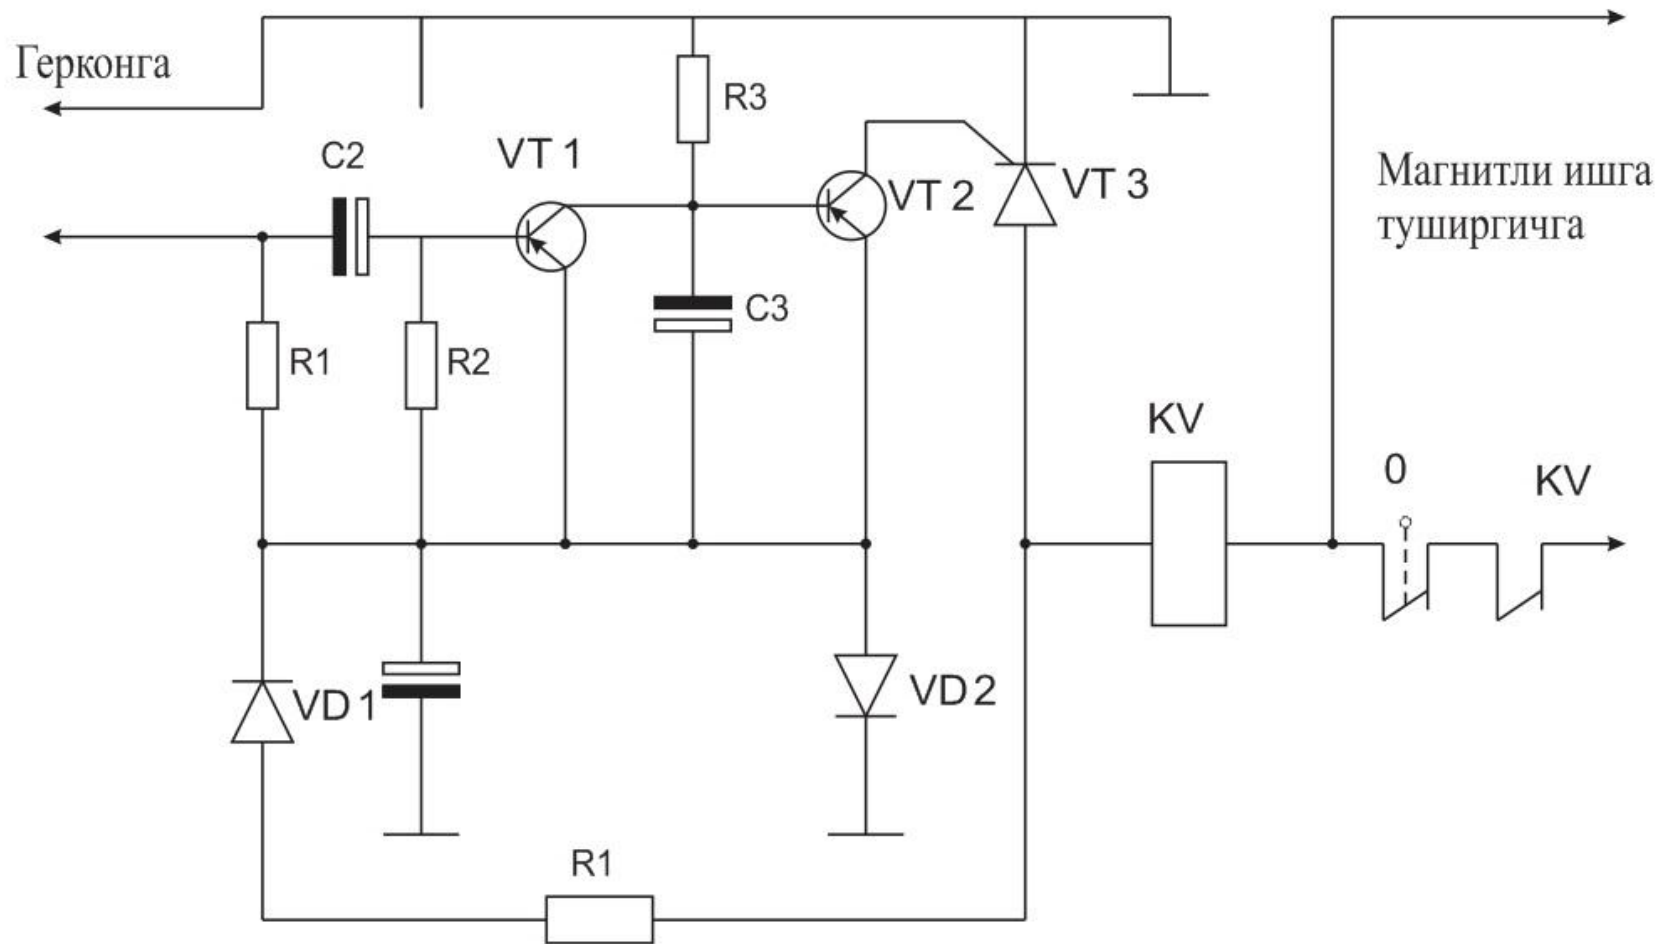 Герконга
R3
C2
VT 1
VT 2
VT 3
Магнитли ишга
туширгичга
C3
R1
R2
KV
0
KV
VD 1
VD 2
R1